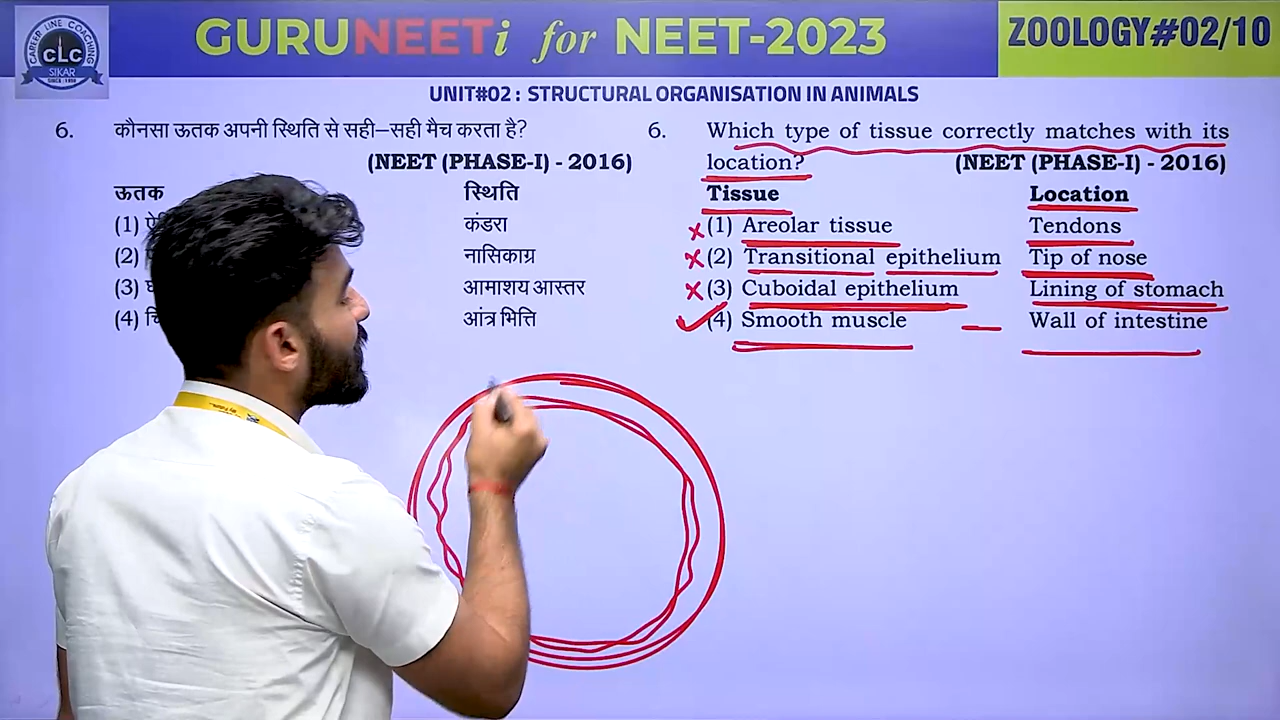 GURUNEETi for NEET-2023
ZOOLOGY#02/10
CAREER LINE COACHING
CLC
SIKAR
SINCE : 1996
UNIT#02 : STRUCTURAL ORGANISATION IN ANIMALS
6. कौनसा ऊतक अपनी स्थिति से सही–सही मैच करता है?
(NEET (PHASE-I) - 2016)
ऊतक स्थिति
(1) कंडरा
(2) नासिकाग्र
(3) आमाशय आस्तर
(4) आंत्र भित्ति
6. Which type of tissue correctly matches with its
location? (NEET (PHASE-I) - 2016)
Tissue Location
(1) Areolar tissue Tendons
(2) Transitional epithelium Tip of nose
(3) Cuboidal epithelium Lining of stomach
(4) Smooth muscle Wall of intestine